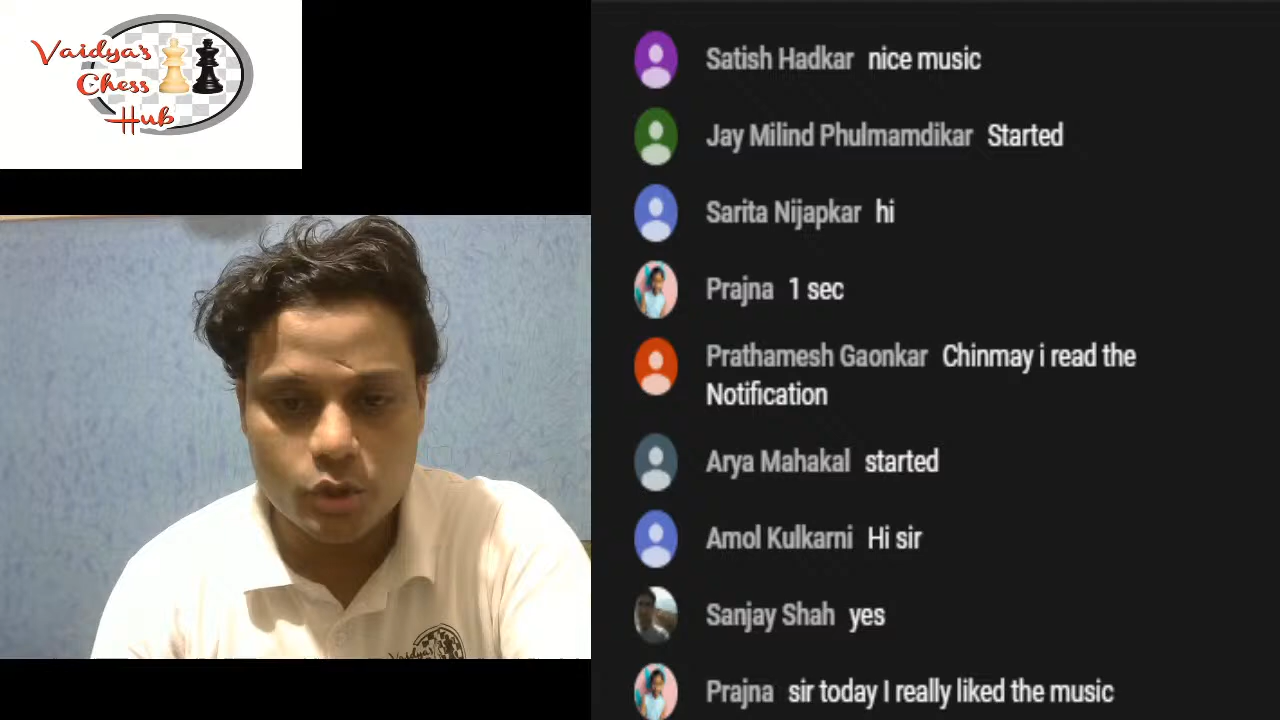 Vaidya's
Chess
Hub
Satish Hadkar nice music
Jay Milind Phulmamdikar Started
Sarita Nijapkar hi
Prajna 1 sec
Prathamesh Gaonkar Chinmay i read the
Notification
Arya Mahakal started
Amol Kulkarni Hi sir
Sanjay Shah yes
Prajna sir today I really liked the music
Vaidya's